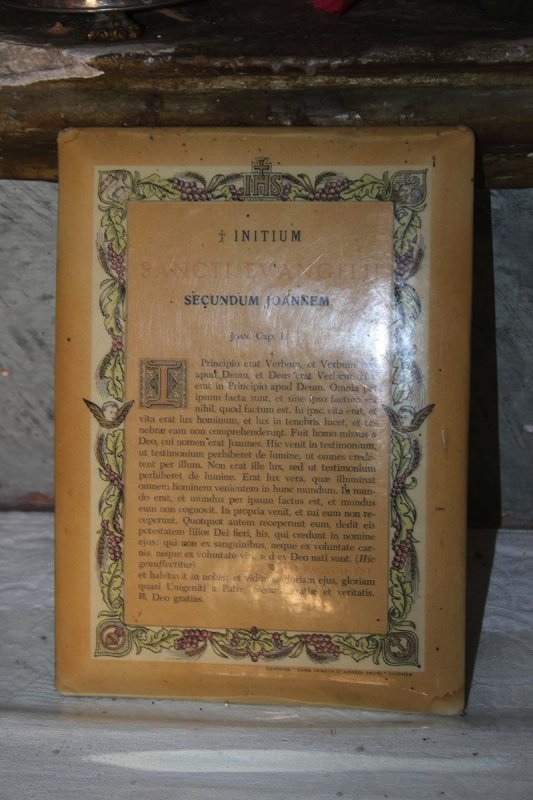 IHS
† INITIUM
SANCTI EVANGELII
SECUNDUM JOANNEM
JOAN. Cap. I.
IN Principio erat Verbum, et Verbum
apud Deum, et Deus erat Verbum.
erat in Principio apud Deum. Omnia
ipsum facta sunt, et sine ipso factum
nihil, quod factum est. In ipso vita erat, et
vita erat lux hominum, et lux in tenebris lucet, et te-
nebræ eam non comprehenderunt. Fuit homo missus a
Deo, cui nomen erat Joannes. Hic venit in testimonium,
ut testimonium perhiberet de lumine, ut omnes crede-
rent per illum. Non erat ille lux, sed ut testimonium
perhiberet de lumine. Erat lux vera, quæ illuminat
omnem hominem venientem in hunc mundum. In mun-
do erat, et mundus per ipsum factus est, et mundus
eum non cognovit. In propria venit, et sui eum non re-
ceperunt. Quotquot autem receperunt eum, dedit eis
potestatem filios Dei fieri, his, qui credunt in nomine
ejus: qui non ex sanguinibus, neque ex voluntate car-
nis, neque ex voluntate viri, sed ex Deo nati sunt. (Hic
genuflectitur)
et habitavit in nobis: et vidimus gloriam ejus, gloriam
quasi Unigeniti a Patre, plenum gratiæ et veritatis.
℟. Deo gratias.